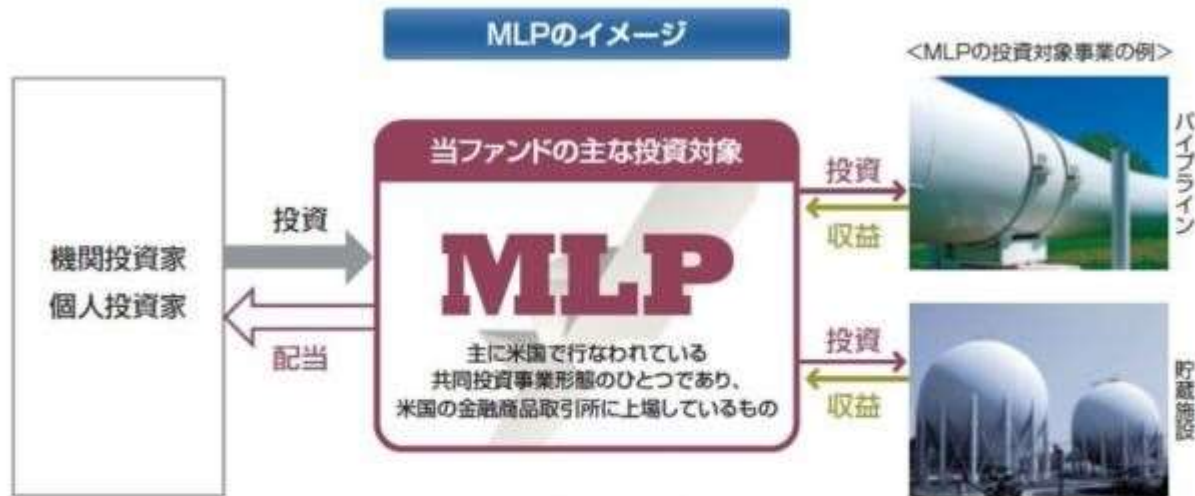 MLPのイメージ
<MLPの投資対象事業の例>
機関投資家
個人投資家
投資
配当
当ファンドの主な投資対象
MLP
主に米国で行なわれている
共同投資事業形態のひとつであり、
米国の金融商品取引所に上場しているもの
投資
収益
パイプライン
投資
収益
貯蔵施設